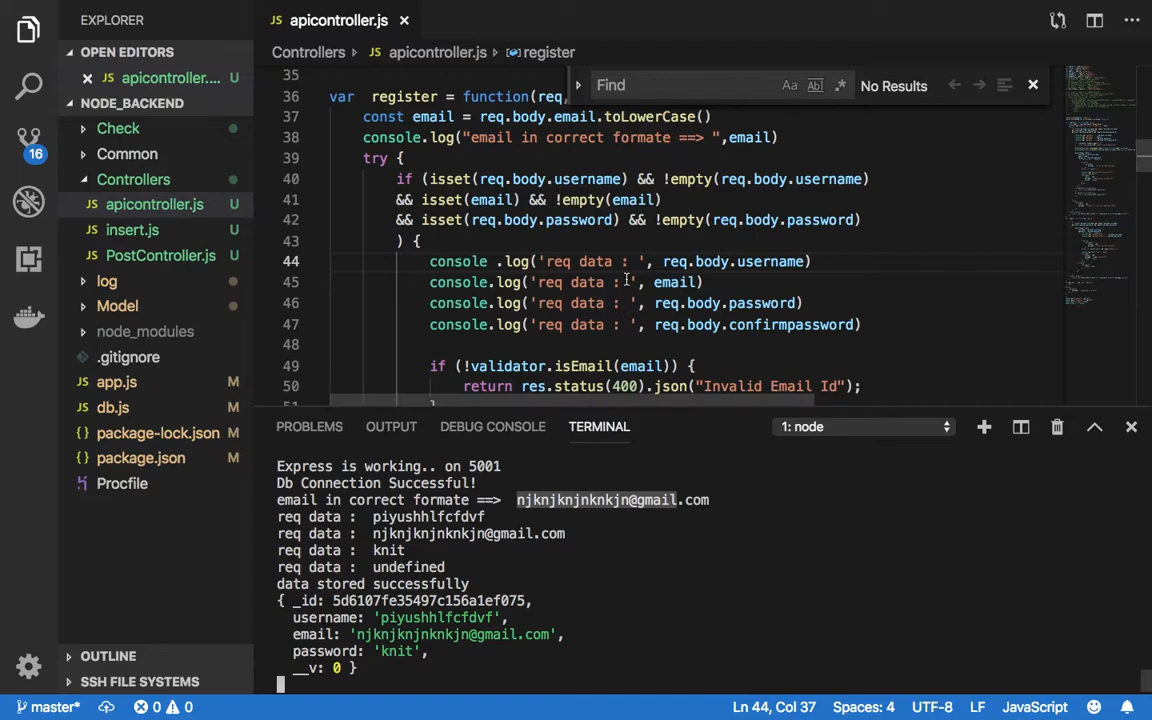 EXPLORER
OPEN EDITORS
apicontroller.... U
NODE_BACKEND
Check
16
Common
Controllers
apicontroller.js U
insert.js U
PostController.js U
log
Model
node_modules
.gitignore
app.js M
db.js M
package-lock.json M
package.json M
Procfile
OUTLINE
SSH FILE SYSTEMS
JS apicontroller.js
Controllers JS apicontroller.js register
Find Aa Abl .* No Results
35
36 var register = function(req,
37 const email = req.body.email.toLowerCase()
38 console.log("email in correct formate ==> ",email)
39 try {
40 if (isset(req.body.username) && !empty(req.body.username)
41 && isset(email) && !empty(email)
42 && isset(req.body.password) && !empty(req.body.password)
43 ) {
44 console .log('req data : ', req.body.username)
45 console.log('req data : ', email)
46 console.log('req data : ', req.body.password)
47 console.log('req data : ', req.body.confirmpassword)
48
49 if (!validator.isEmail(email)) {
50 return res.status(400).json("Invalid Email Id");
51 }
PROBLEMS OUTPUT DEBUG CONSOLE TERMINAL 1: node
Express is working.. on 5001
Db Connection Successful!
email in correct formate ==> njknjknjnknkjn@gmail.com
req data : piyushhlfcfdvf
req data : njknjknjnknkjn@gmail.com
req data : knit
req data : undefined
data stored successfully
{ _id: 5d6107fe35497c156a1ef075,
username: 'piyushhlfcfdvf',
email: 'njknjknjnknkjn@gmail.com',
password: 'knit',
__v: 0 }
master* 0 0 Ln 44, Col 37 Spaces: 4 UTF-8 LF JavaScript